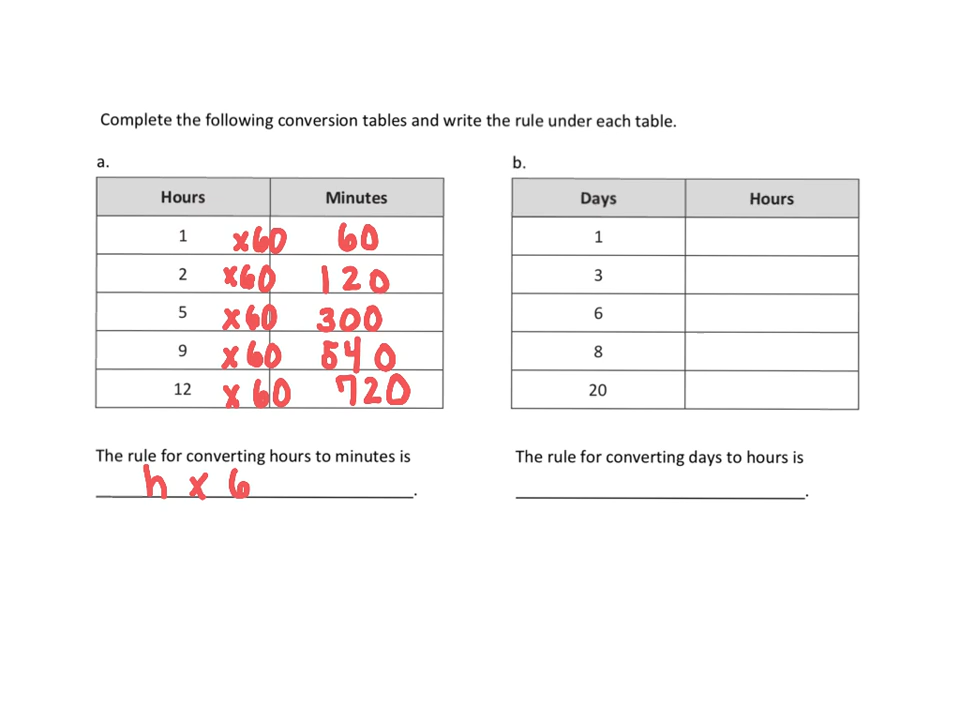 Complete the following conversion tables and write the rule under each table.
a.
Hours Minutes
1 x60 60
2 x60 120
5 x60 300
9 x60 540
12 x60 720
The rule for converting hours to minutes is
h x 6.
b.
Days Hours
1
3
6
8
20
The rule for converting days to hours is
.